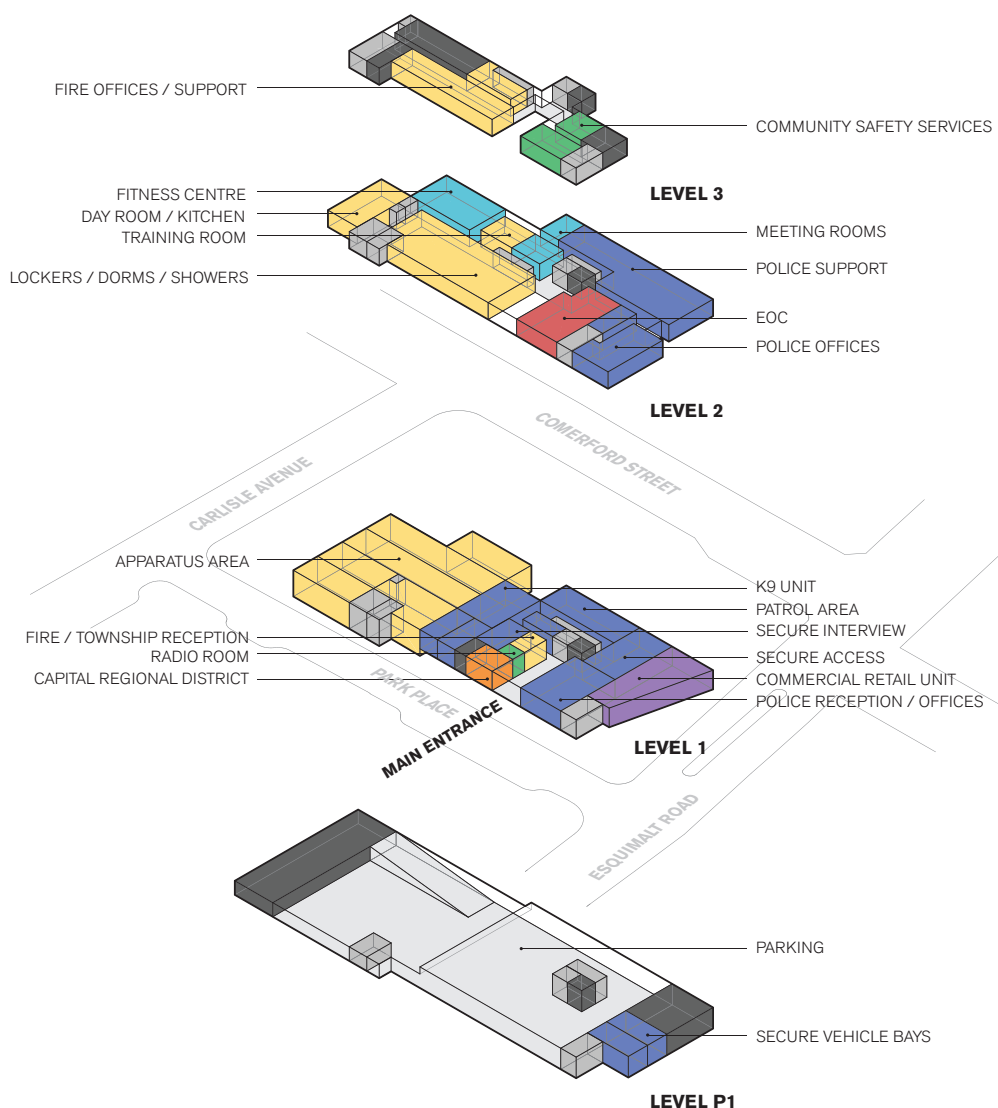 FIRE OFFICES / SUPPORT
COMMUNITY SAFETY SERVICES
LEVEL 3
FITNESS CENTRE
DAY ROOM / KITCHEN
TRAINING ROOM
LOCKERS / DORMS / SHOWERS
MEETING ROOMS
POLICE SUPPORT
EOC
POLICE OFFICES
LEVEL 2
COMERFORD STREET
CARLISLE AVENUE
APPARATUS AREA
FIRE / TOWNSHIP RECEPTION
RADIO ROOM
CAPITAL REGIONAL DISTRICT
K9 UNIT
PATROL AREA
SECURE INTERVIEW
SECURE ACCESS
COMMERCIAL RETAIL UNIT
POLICE RECEPTION / OFFICES
PARK PLACE
MAIN ENTRANCE
LEVEL 1
ESQUIMALT ROAD
PARKING
SECURE VEHICLE BAYS
LEVEL P1